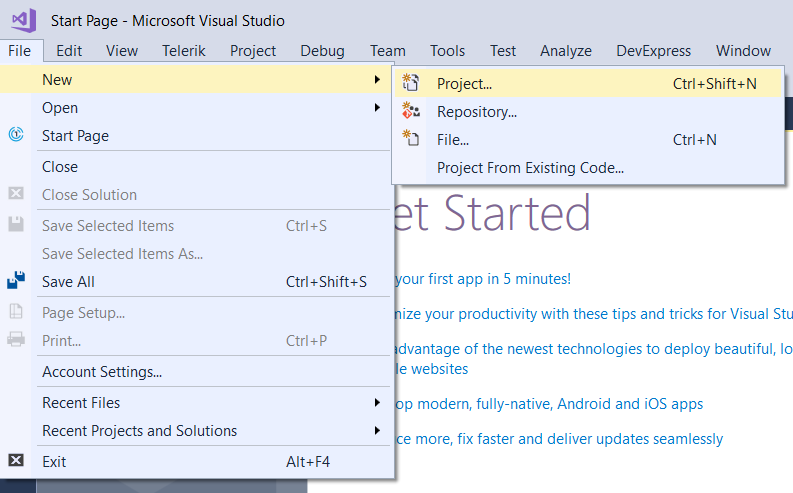 Start Page - Microsoft Visual Studio
File Edit View Telerik Project Debug Team Tools Test Analyze DevExpress Window
New
Open
Start Page
Close
Close Solution
Save Selected Items Ctrl+S
Save Selected Items As...
Save All Ctrl+Shift+S
Page Setup...
Print... Ctrl+P
Account Settings...
Recent Files
Recent Projects and Solutions
Exit Alt+F4
Project... Ctrl+Shift+N
Repository...
File... Ctrl+N
Project From Existing Code...
et Started
your first app in 5 minutes!
mize your productivity with these tips and tricks for Visual Stu
advantage of the newest technologies to deploy beautiful, lo
le websites
op modern, fully-native, Android and iOS apps
ce more, fix faster and deliver updates seamlessly